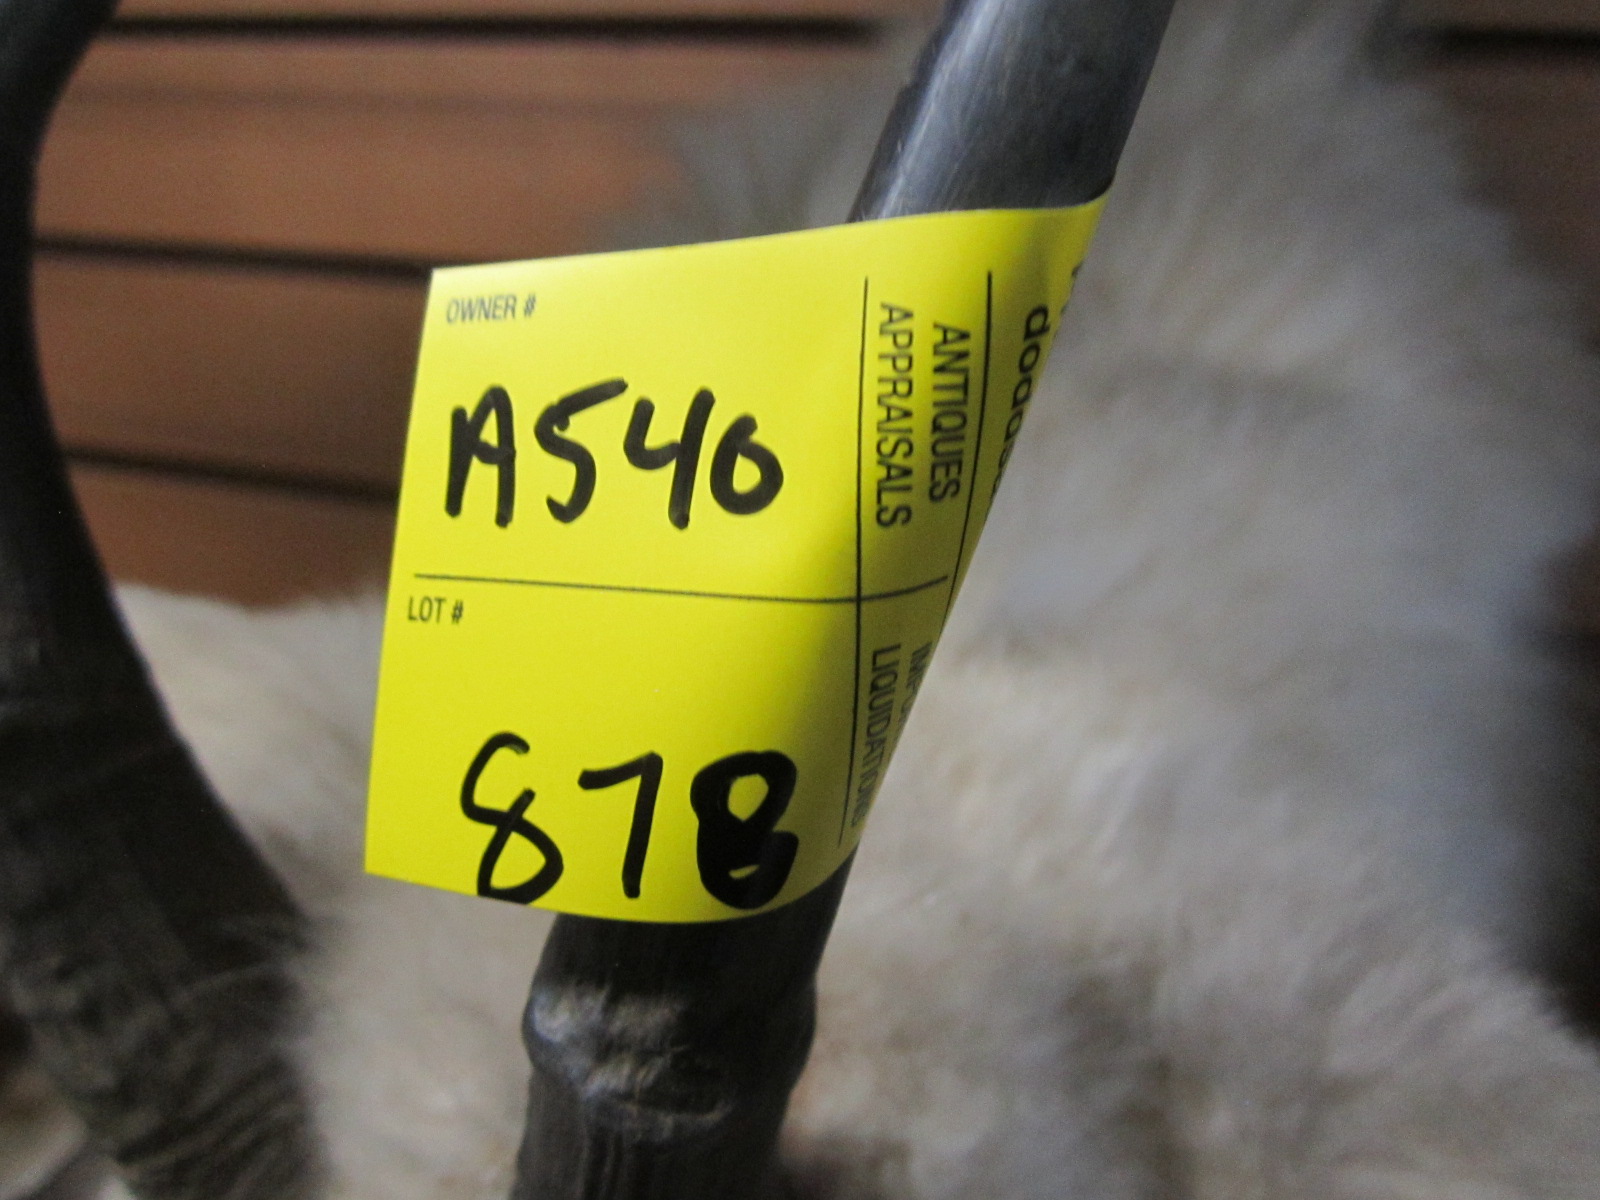 OWNER #
A540
LOT #
878
ANTIQUES
APPRAISALS
LIQUIDATIONS